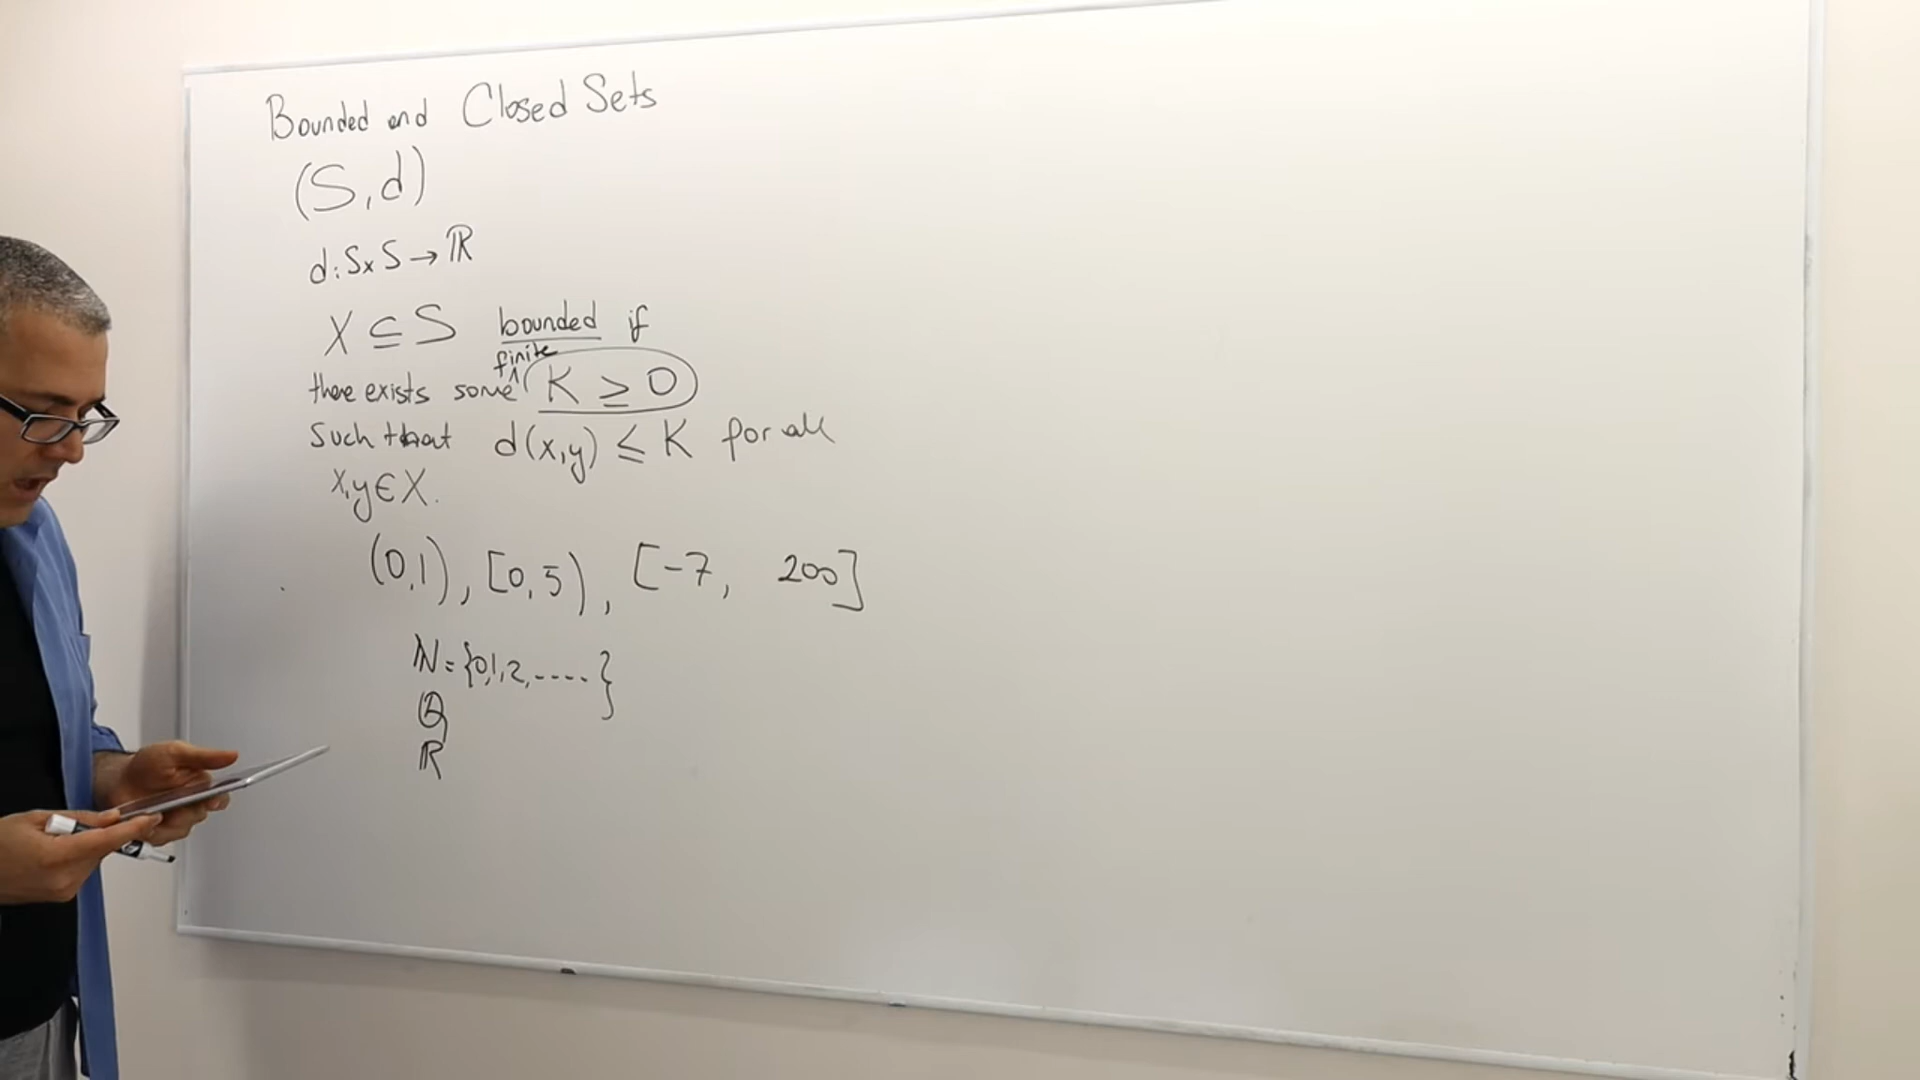 Bounded and Closed Sets
(S,d)
d:S×S→ℝ
X ⊆ S bounded if
finite
there exists some ^ K ≥ 0
such that d(x,y) ≤ K for all
x,y∈X.
(0,1), [0,5), [-7, 200]
ℕ={0,1,2,.....}
ℚ
ℝ